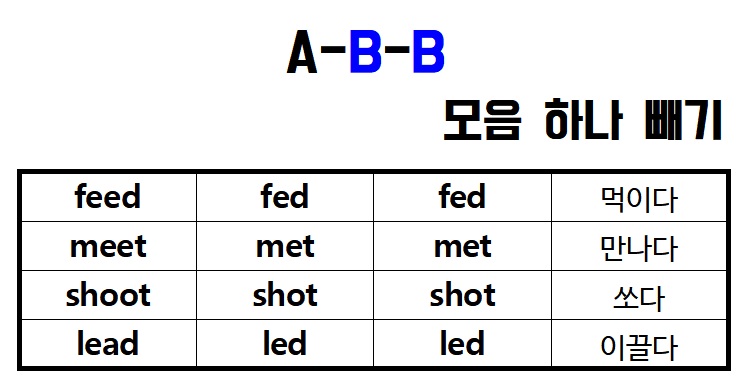 A-B-B
모음 하나 빼기
feed fed fed 먹이다
meet met met 만나다
shoot shot shot 쏘다
lead led led 이끌다